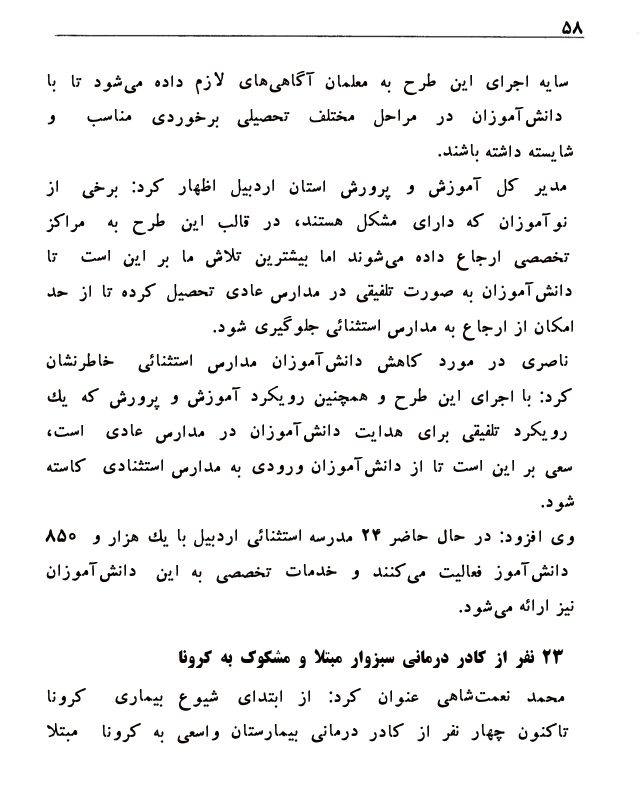 ۵۸
سایه اجرای این طرح به معلمان آگاهی‌های لازم داده می‌شود تا با
دانش‌آموزان در مراحل مختلف تحصیلی برخوردی مناسب و
شایسته داشته باشند.
مدیر کل آموزش و پرورش استان اردبیل اظهار کرد: برخی از
نوآموزان که دارای مشکل هستند، در قالب این طرح به مراکز
تخصصی ارجاع داده می‌شوند اما بیشترین تلاش ما بر این است تا
دانش‌آموزان به صورت تلفیقی در مدارس عادی تحصیل کرده تا از حد
امکان از ارجاع به مدارس استثنائی جلوگیری شود.
ناصری در مورد کاهش دانش‌آموزان مدارس استثنائی خاطرنشان
کرد: با اجرای این طرح و همچنین رویکرد آموزش و پرورش که یك
رویکرد تلفیقی برای هدایت دانش‌آموزان در مدارس عادی است،
سعی بر این است تا از دانش‌آموزان ورودی به مدارس استثنادی کاسته
شود.
وی افزود: در حال حاضر ۲۴ مدرسه استثنائی اردبیل با یك هزار و ۸۵۰
دانش‌آموز فعالیت می‌کنند و خدمات تخصصی به این دانش‌آموزان
نیز ارائه می‌شود.
۲۳ نفر از کادر درمانی سبزوار مبتلا و مشکوک به کرونا
محمد نعمت‌شاهی عنوان کرد: از ابتدای شیوع بیماری کرونا
تاکنون چهار نفر از کادر درمانی بیمارستان واسعی به کرونا مبتلا